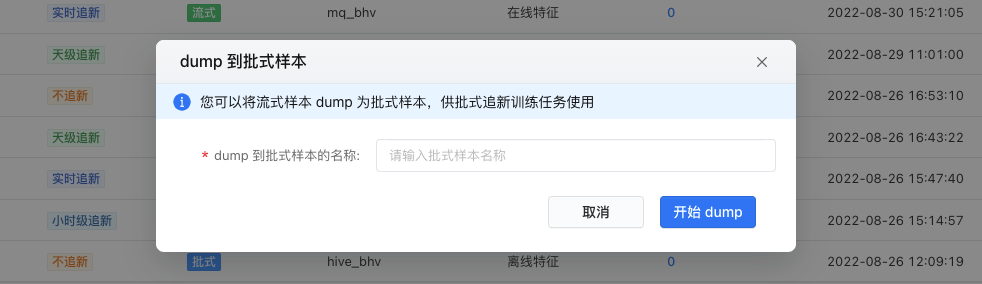 实时追新 流式 mq_bhv 在线特征 0 2022-08-30 15:21:05
天级追新 2022-08-29 11:01:00
dump 到批式样本
您可以将流式样本 dump 为批式样本，供批式追新训练任务使用
不追新 2022-08-26 16:53:10
天级追新 2022-08-26 16:43:22
* dump 到批式样本的名称: 请输入批式样本名称
实时追新 2022-08-26 15:47:40
小时级追新 2022-08-26 15:14:57
取消 开始 dump
不追新 批式 hive_bhv 离线特征 0 2022-08-26 12:09:19